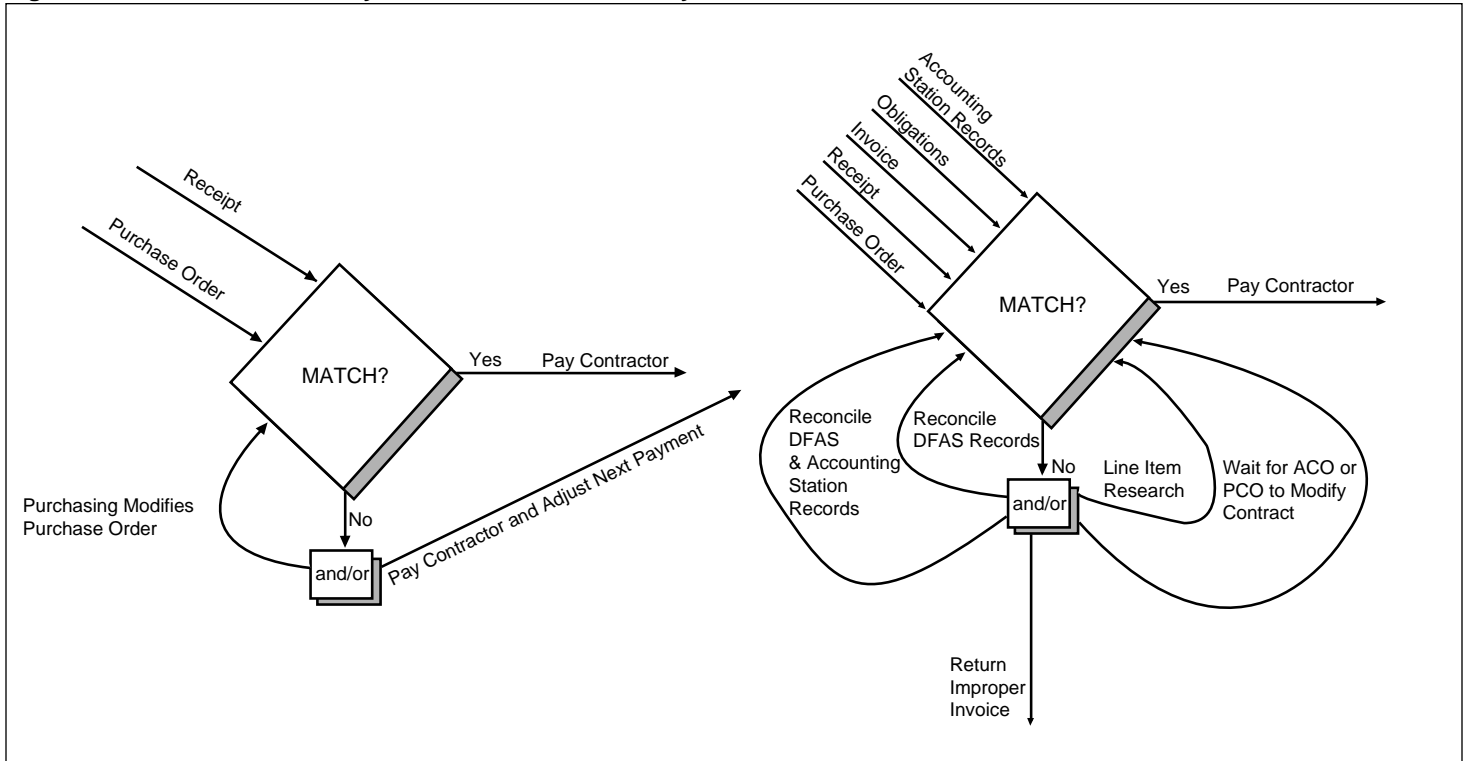 Receipt
Purchase Order
MATCH?
Yes
Pay Contractor
No
and/or
Purchasing Modifies
Purchase Order
Pay Contractor and Adjust Next Payment
Accounting
Station Records
Obligations
Invoice
Receipt
Purchase Order
MATCH?
Yes
Pay Contractor
Reconcile
DFAS
& Accounting
Station
Records
Reconcile
DFAS Records
No
and/or
Line Item
Research
Wait for ACO or
PCO to Modify
Contract
Return
Improper
Invoice